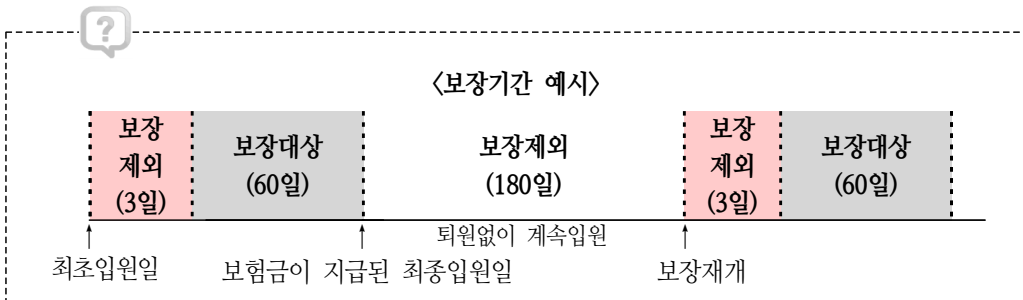 ?
〈보장기간 예시〉
보장
제외
(3일)
보장대상
(60일)
보장제외
(180일)
보장
제외
(3일)
보장대상
(60일)
퇴원없이 계속입원
최초입원일
보험금이 지급된 최종입원일
보장재개